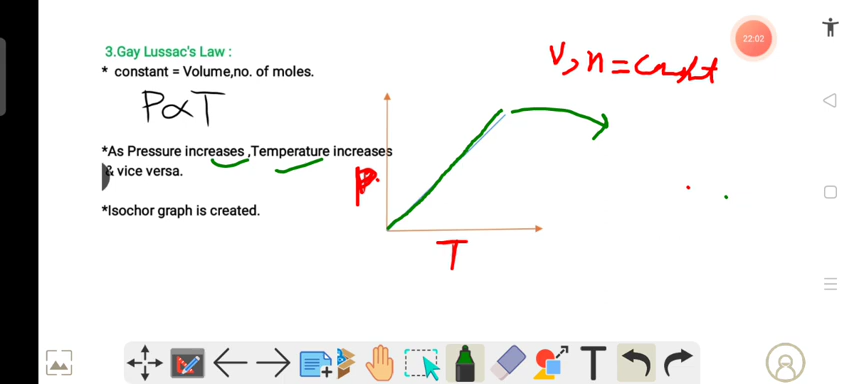 3.Gay Lussac's Law :
* constant = Volume,no. of moles.
P∝T
*As Pressure increases ,Temperature increases
& vice versa.
*Isochor graph is created.
V, n = Const
P
T
22:02
T